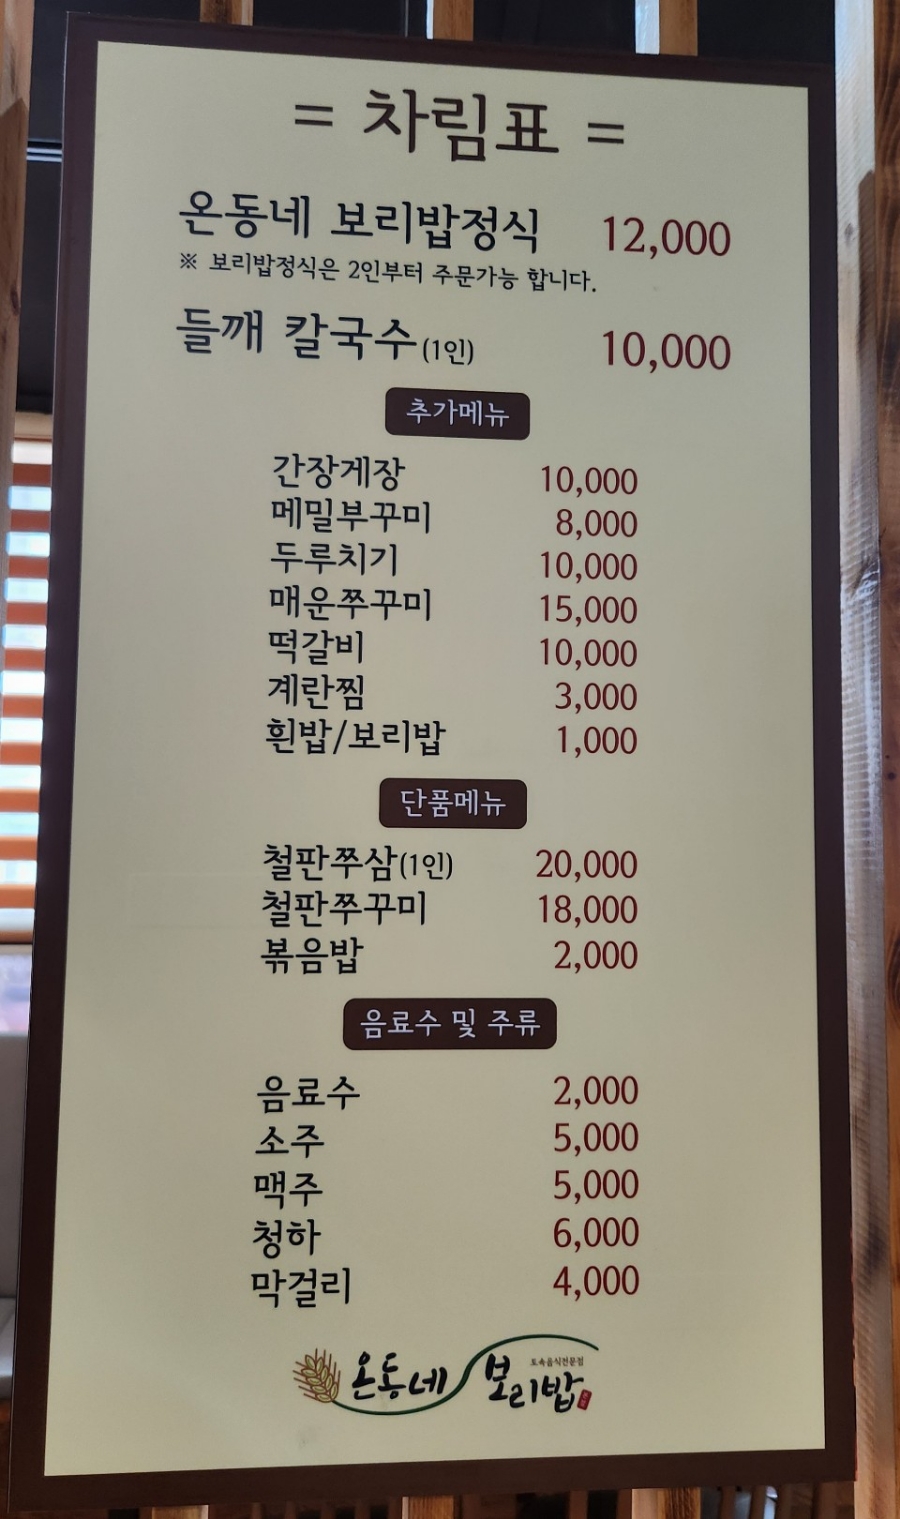 = 차림표 =
온동네 보리밥정식 12,000
※ 보리밥정식은 2인부터 주문가능 합니다.
들깨 칼국수(1인) 10,000
추가메뉴
간장게장 10,000
메밀부꾸미 8,000
두루치기 10,000
매운쭈꾸미 15,000
떡갈비 10,000
계란찜 3,000
흰밥/보리밥 1,000
단품메뉴
철판쭈삼(1인) 20,000
철판쭈꾸미 18,000
볶음밥 2,000
음료수 및 주류
음료수 2,000
소주 5,000
맥주 5,000
청하 6,000
막걸리 4,000
토속음식전문점
온동네 보리밥